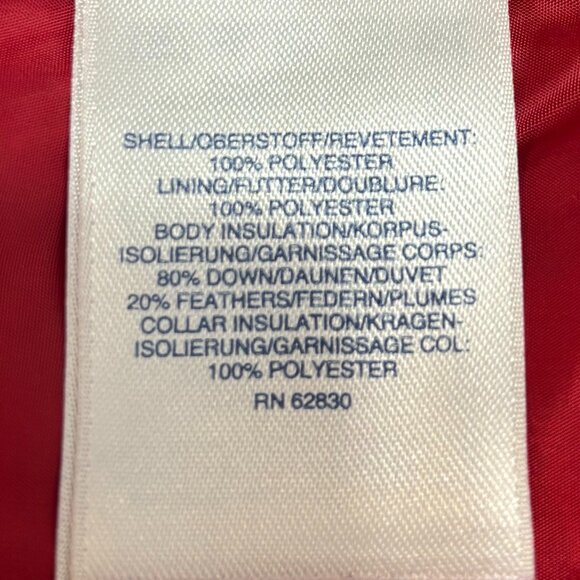 SHELL/OBERSTOFF/REVETEMENT:
100% POLYESTER
LINING/FUTTER/DOUBLURE:
100% POLYESTER
BODY INSULATION/KORPUS-
ISOLIERUNG/GARNISSAGE CORPS:
80% DOWN/DAUNEN/DUVET
20% FEATHERS/FEDERN/PLUMES
COLLAR INSULATION/KRAGEN-
ISOLIERUNG/GARNISSAGE COL:
100% POLYESTER
RN 62830